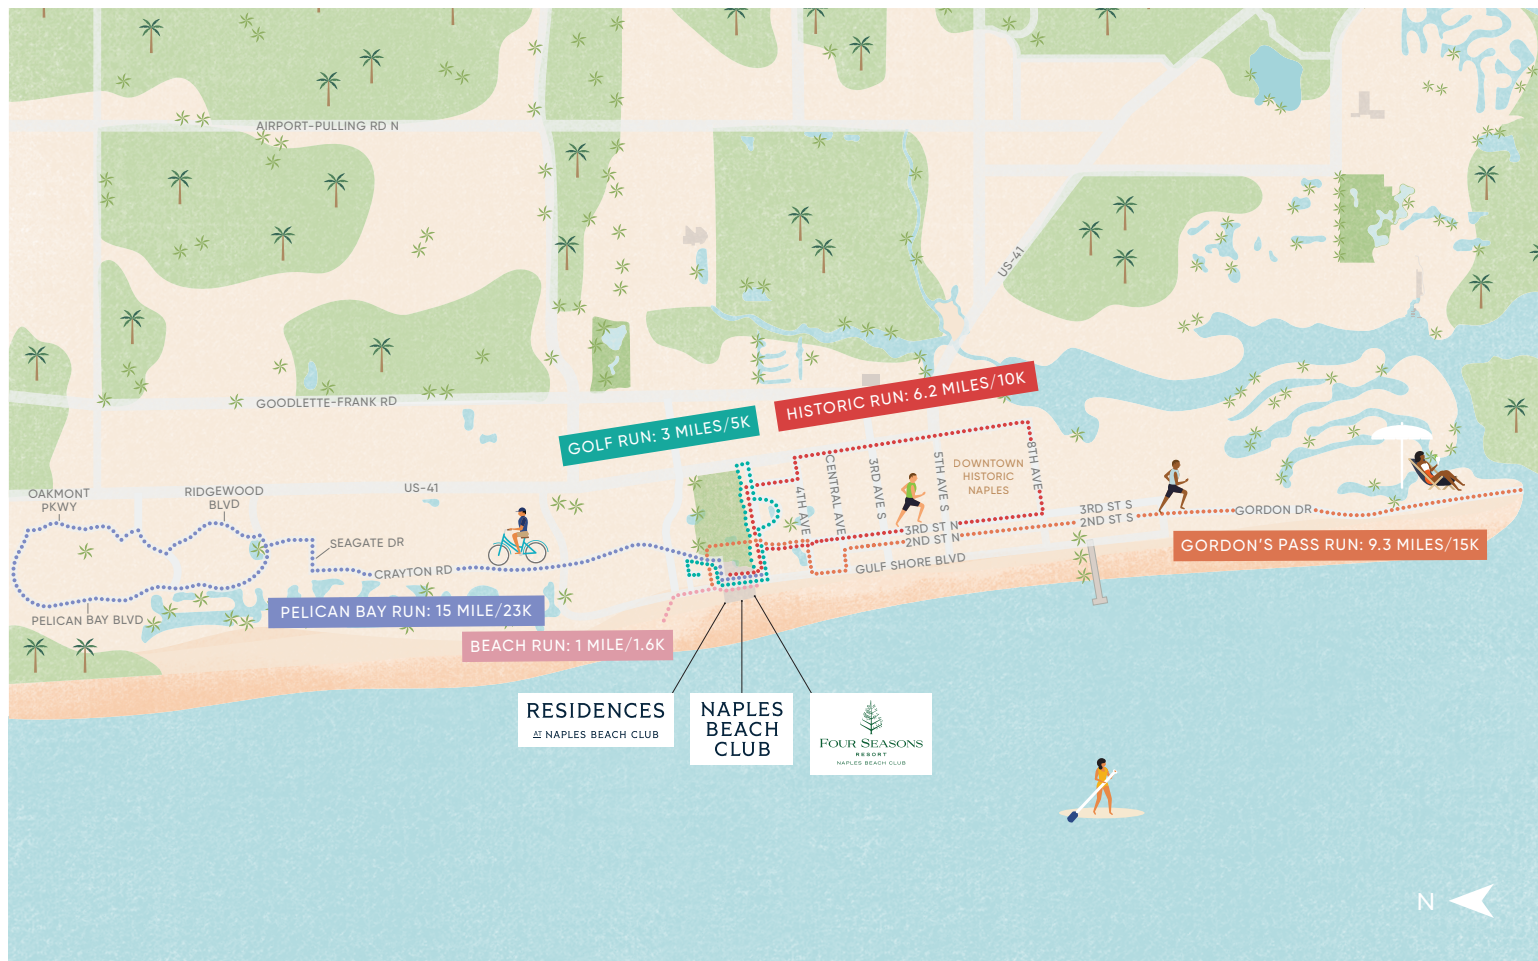 AIRPORT-PULLING RD N
US-41
GOODLETTE-FRANK RD
HISTORIC RUN: 6.2 MILES/10K
GOLF RUN: 3 MILES/5K
US-41
OAKMONT
PKWY
RIDGEWOOD
BLVD
4TH AVE
CENTRAL AVE
3RD AVE S
5TH AVE S
DOWNTOWN
HISTORIC
NAPLES
8TH AVE
SEAGATE DR
CRAYTON RD
3RD ST N
2ND ST N
3RD ST S
2ND ST S
GORDON DR
GULF SHORE BLVD
GORDON'S PASS RUN: 9.3 MILES/15K
PELICAN BAY BLVD
PELICAN BAY RUN: 15 MILE/23K
BEACH RUN: 1 MILE/1.6K
RESIDENCES
AT NAPLES BEACH CLUB
NAPLES
BEACH
CLUB
FOUR SEASONS
RESORT
NAPLES BEACH CLUB
N